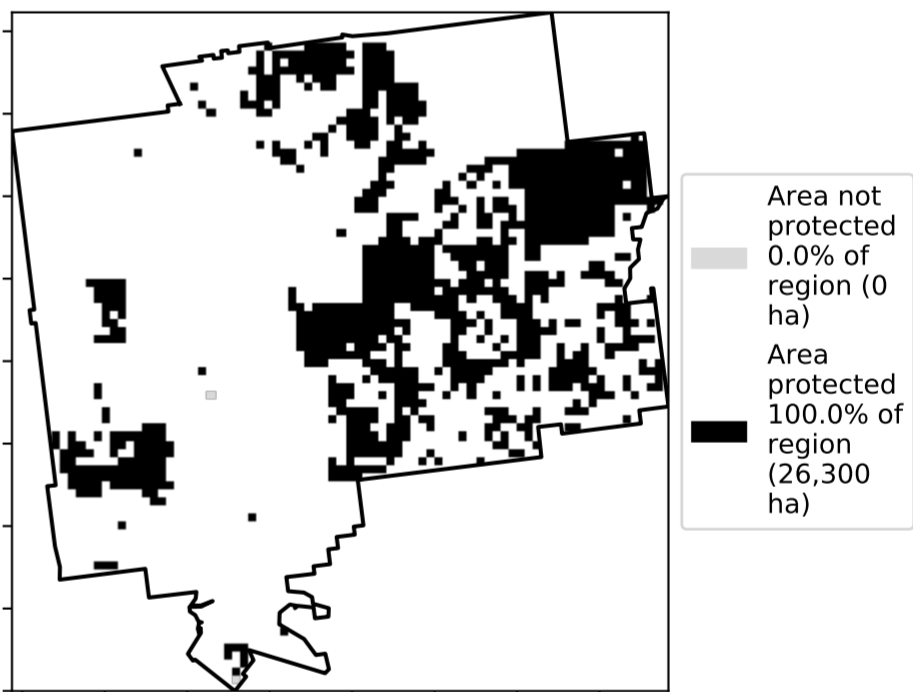 Area not
protected
0.0% of
region (0
ha)
Area
protected
100.0% of
region
(26,300
ha)